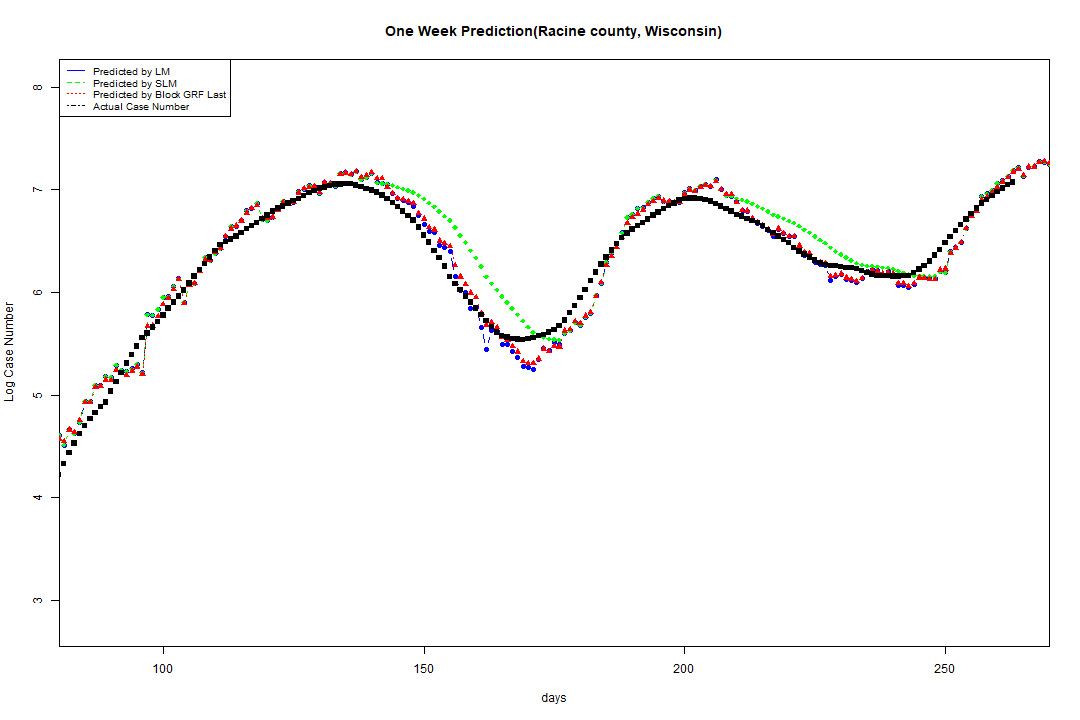 One Week Prediction(Racine county, Wisconsin)
Predicted by LM
Predicted by SLM
Predicted by Block GRF Last
Actual Case Number
8
7
6
5
4
3
Log Case Number
100 150 200 250
days